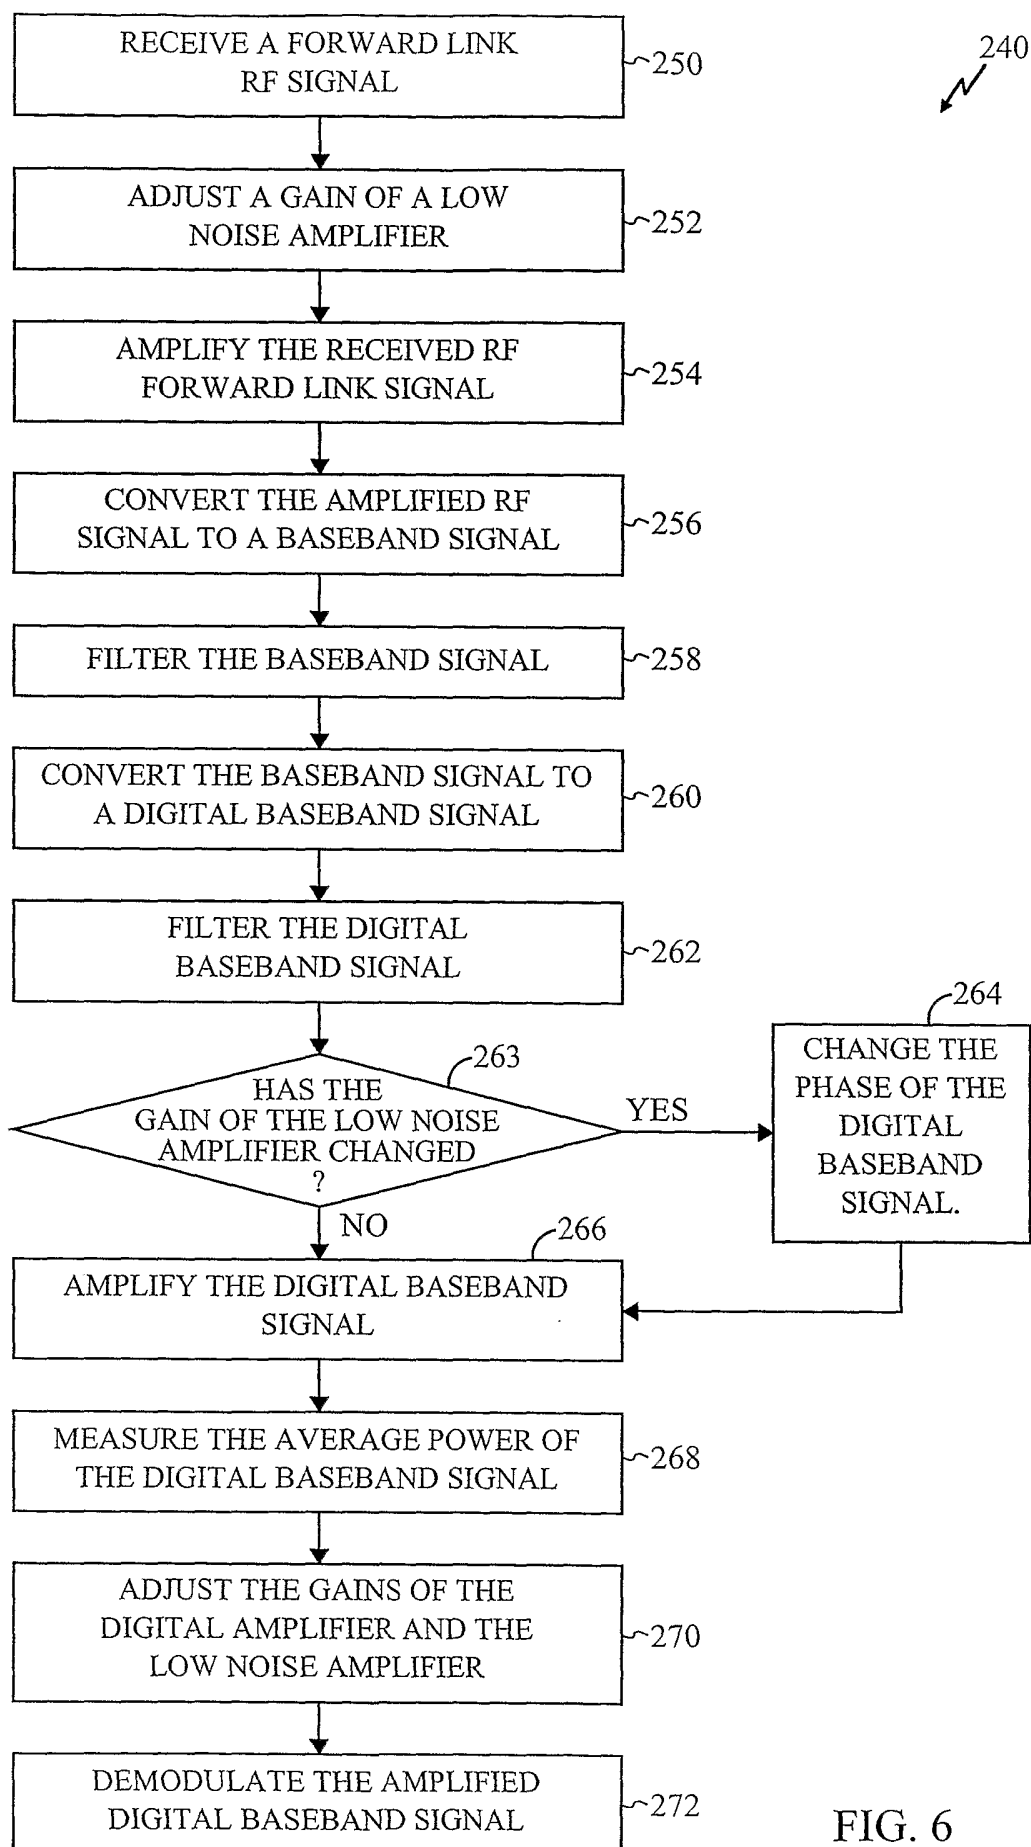 RECEIVE A FORWARD LINK
RF SIGNAL
250
240
ADJUST A GAIN OF A LOW
NOISE AMPLIFIER
252
AMPLIFY THE RECEIVED RF
FORWARD LINK SIGNAL
254
CONVERT THE AMPLIFIED RF
SIGNAL TO A BASEBAND SIGNAL
256
FILTER THE BASEBAND SIGNAL
258
CONVERT THE BASEBAND SIGNAL TO
A DIGITAL BASEBAND SIGNAL
260
FILTER THE DIGITAL
BASEBAND SIGNAL
262
263
HAS THE
GAIN OF THE LOW NOISE
AMPLIFIER CHANGED
?
YES
264
CHANGE THE
PHASE OF THE
DIGITAL
BASEBAND
SIGNAL.
NO
266
AMPLIFY THE DIGITAL BASEBAND
SIGNAL
MEASURE THE AVERAGE POWER OF
THE DIGITAL BASEBAND SIGNAL
268
ADJUST THE GAINS OF THE
DIGITAL AMPLIFIER AND THE
LOW NOISE AMPLIFIER
270
DEMODULATE THE AMPLIFIED
DIGITAL BASEBAND SIGNAL
272
FIG. 6